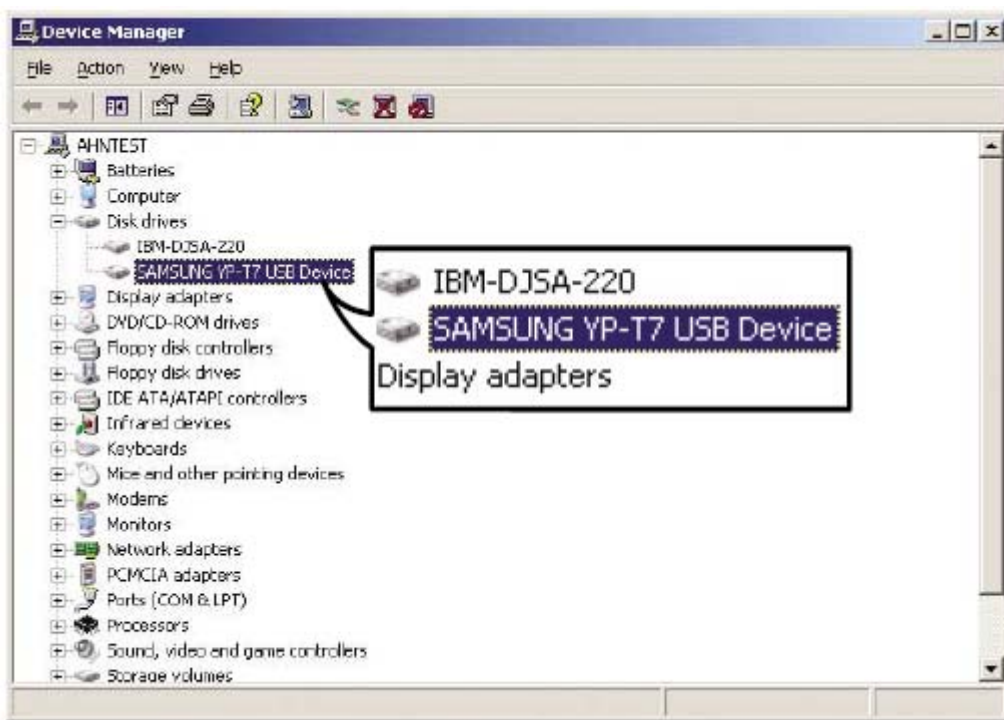 Device Manager
File Action View Help
AHNTEST
Batteries
Computer
Disk drives
IBM-DJSA-220
SAMSUNG YP-T7 USB Device
Display adapters
DVD/CD-ROM drives
Floppy disk controllers
Floppy disk drives
IDE ATA/ATAPI controllers
Infrared devices
Keyboards
Mice and other pointing devices
Modems
Monitors
Network adapters
PCMCIA adapters
Ports (COM & LPT)
Processors
Sound, video and game controllers
Storage volumes
IBM-DJSA-220
SAMSUNG YP-T7 USB Device
Display adapters